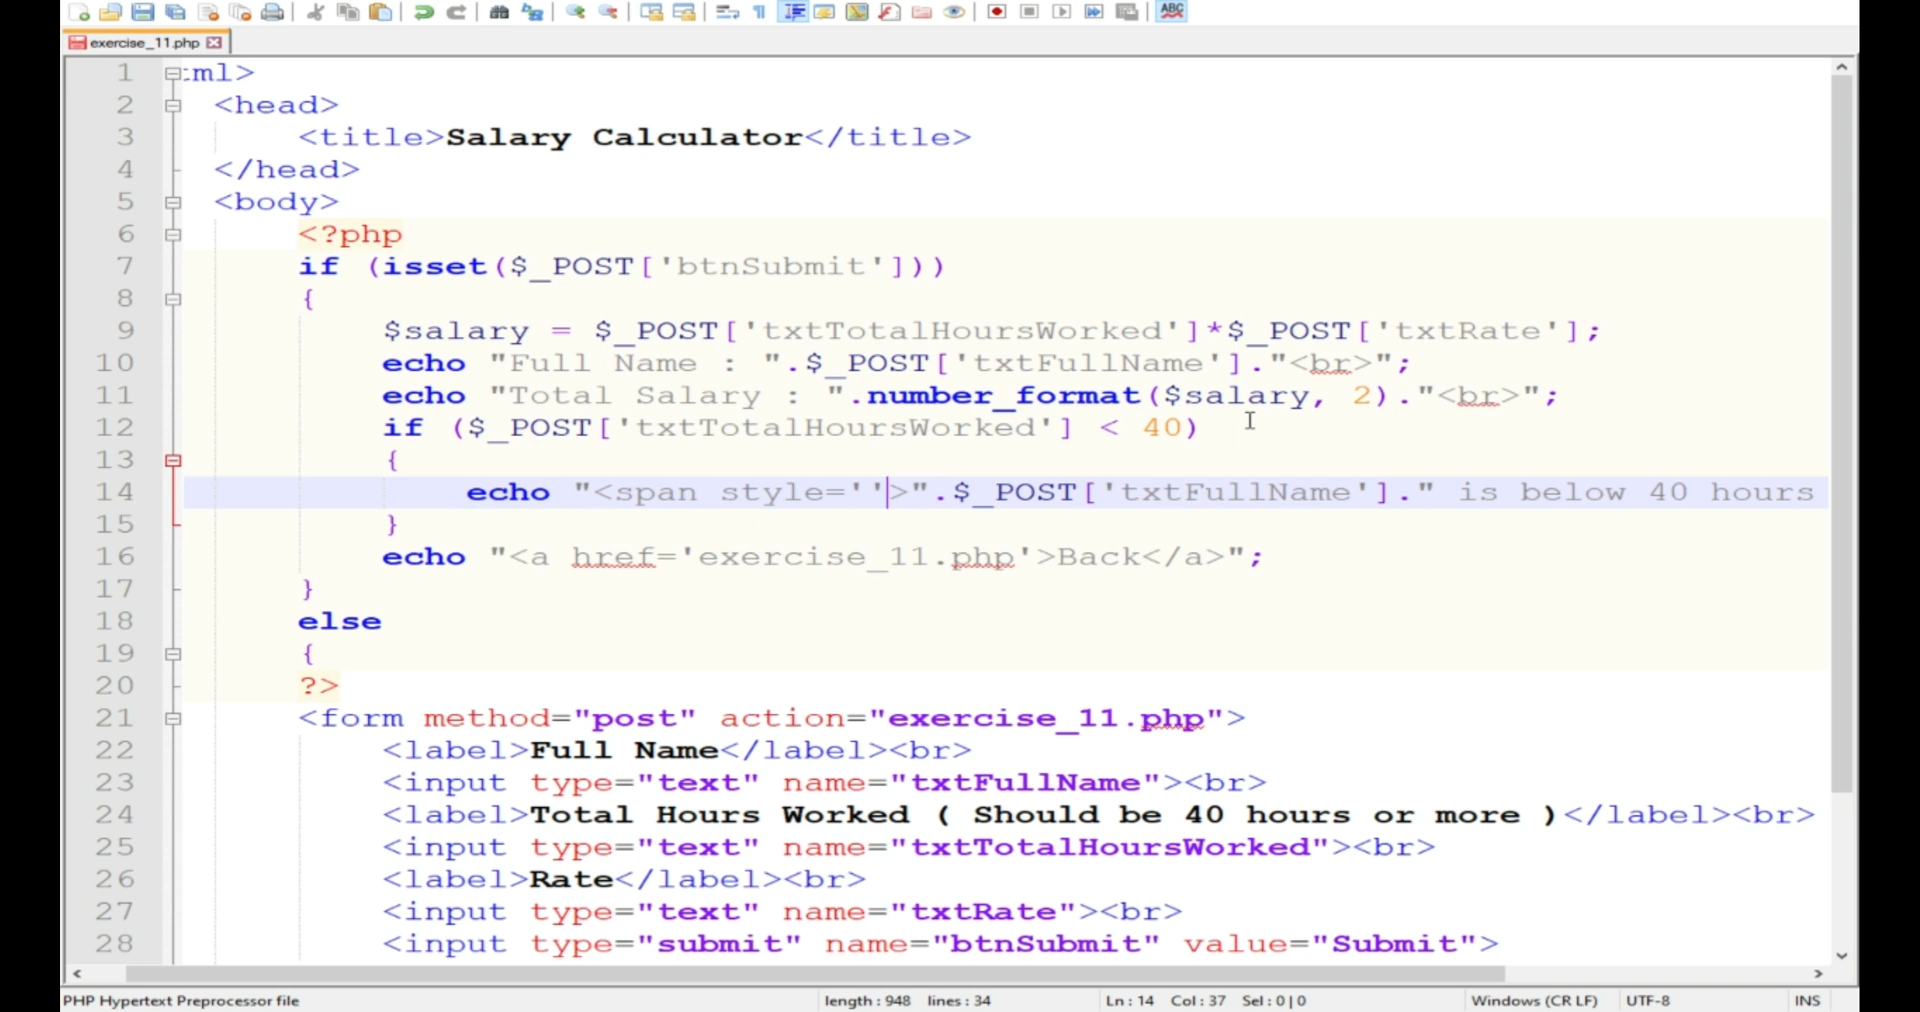 ABC
exercise_11.php
1 ml>
2 <head>
3 <title>Salary Calculator</title>
4 </head>
5 <body>
6 <?php
7 if (isset($_POST['btnSubmit']))
8 {
9 $salary = $_POST['txtTotalHoursWorked']*$_POST['txtRate'];
10 echo "Full Name : ".$_POST['txtFullName']."<br>";
11 echo "Total Salary : ".number_format($salary, 2)."<br>";
12 if ($_POST['txtTotalHoursWorked'] < 40)
13 {
14 echo "<span style=''>".$_POST['txtFullName']." is below 40 hours
15 }
16 echo "<a href='exercise_11.php'>Back</a>";
17 }
18 else
19 {
20 ?>
21 <form method="post" action="exercise_11.php">
22 <label>Full Name</label><br>
23 <input type="text" name="txtFullName"><br>
24 <label>Total Hours Worked ( Should be 40 hours or more )</label><br>
25 <input type="text" name="txtTotalHoursWorked"><br>
26 <label>Rate</label><br>
27 <input type="text" name="txtRate"><br>
28 <input type="submit" name="btnSubmit" value="Submit">
PHP Hypertext Preprocessor file length : 948 lines : 34 Ln : 14 Col : 37 Sel : 0 | 0 Windows (CR LF) UTF-8 INS